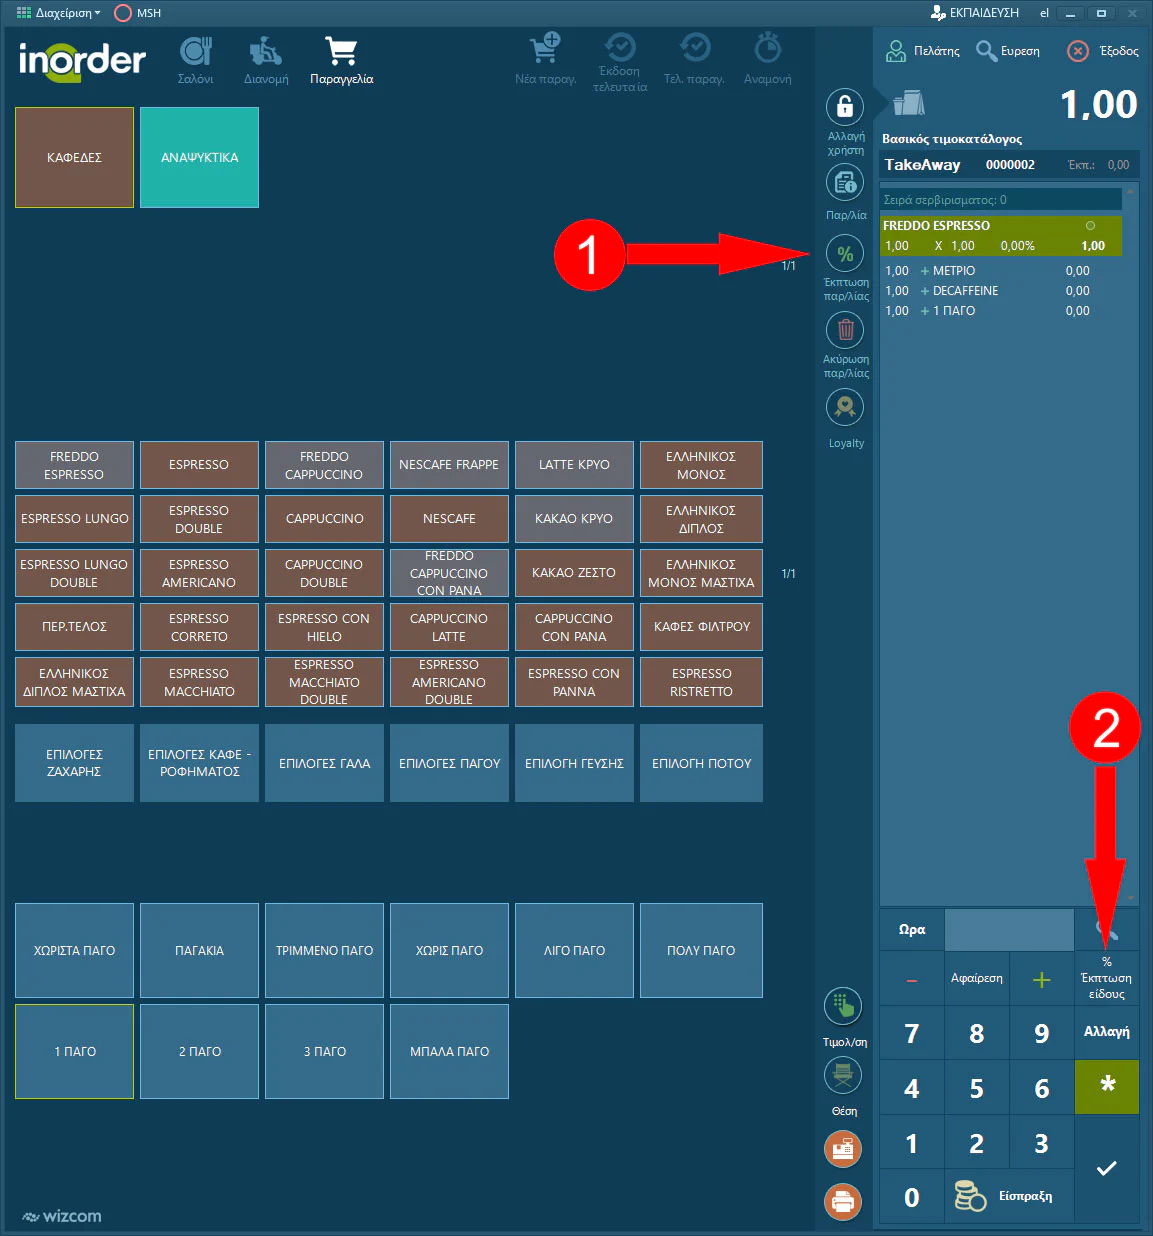 Διαχείριση
MSH
ΕΚΠΑΙΔΕΥΣΗ
el
inorder
Σαλόνι
Διανομή
Παραγγελία
Νέα παραγ.
Έκδοση
τελευταία
Τελ. παραγ.
Αναμονή
Πελάτης
Ευρεση
Έξοδος
1,00
Βασικός τιμοκατάλογος
TakeAway
0000002
Έκπ.:
0,00
ΚΑΦΕΔΕΣ
ΑΝΑΨΥΚΤΙΚΑ
Αλλαγή
χρήστη
Παρ/λία
%
Έκπτωση
παρ/λίας
Ακύρωση
παρ/λίας
Loyalty
1
1/1
Σειρά σερβιρισματος: 0
FREDDO ESPRESSO
1,00 X 1,00 0,00% 1,00
1,00 + ΜΕΤΡΙΟ 0,00
1,00 + DECAFFEINE 0,00
1,00 + 1 ΠΑΓΟ 0,00
FREDDO
ESPRESSO
ESPRESSO
FREDDO
CAPPUCCINO
NESCAFE FRAPPE
LATTE ΚΡΥΟ
ΕΛΛΗΝΙΚΟΣ
ΜΟΝΟΣ
ESPRESSO LUNGO
ESPRESSO
DOUBLE
CAPPUCCINO
NESCAFE
ΚΑΚΑΟ ΚΡΥΟ
ΕΛΛΗΝΙΚΟΣ
ΔΙΠΛΟΣ
ESPRESSO LUNGO
DOUBLE
ESPRESSO
AMERICANO
CAPPUCCINO
DOUBLE
FREDDO
CAPPUCCINO
CON PANA
ΚΑΚΑΟ ΖΕΣΤΟ
ΕΛΛΗΝΙΚΟΣ
ΜΟΝΟΣ ΜΑΣΤΙΧΑ
1/1
ΠΕΡ.ΤΕΛΟΣ
ESPRESSO
CORRETO
ESPRESSO CON
HIELO
CAPPUCCINO
LATTE
CAPPUCCINO
CON PANA
ΚΑΦΕΣ ΦΙΛΤΡΟΥ
ΕΛΛΗΝΙΚΟΣ
ΔΙΠΛΟΣ ΜΑΣΤΙΧΑ
ESPRESSO
MACCHIATO
ESPRESSO
MACCHIATO
DOUBLE
ESPRESSO
AMERICANO
DOUBLE
ESPRESSO CON
PANNA
ESPRESSO
RISTRETTO
ΕΠΙΛΟΓΕΣ
ΖΑΧΑΡΗΣ
ΕΠΙΛΟΓΕΣ ΚΑΦΕ -
ΡΟΦΗΜΑΤΟΣ
ΕΠΙΛΟΓΕΣ ΓΑΛΑ
ΕΠΙΛΟΓΕΣ ΠΑΓΟΥ
ΕΠΙΛΟΓΗ ΓΕΥΣΗΣ
ΕΠΙΛΟΓΗ ΠΟΤΟΥ
ΧΩΡΙΣΤΑ ΠΑΓΟ
ΠΑΓΑΚΙΑ
ΤΡΙΜΜΕΝΟ ΠΑΓΟ
ΧΩΡΙΣ ΠΑΓΟ
ΛΙΓΟ ΠΑΓΟ
ΠΟΛΥ ΠΑΓΟ
1 ΠΑΓΟ
2 ΠΑΓΟ
3 ΠΑΓΟ
ΜΠΑΛΑ ΠΑΓΟ
Τιμολ/ση
Θέση
2
Ωρα
-
Αφαίρεση
+
%
Έκπτωση
είδους
7 8 9 Αλλαγή
4 5 6 *
1 2 3
0 Είσπραξη
wizcom